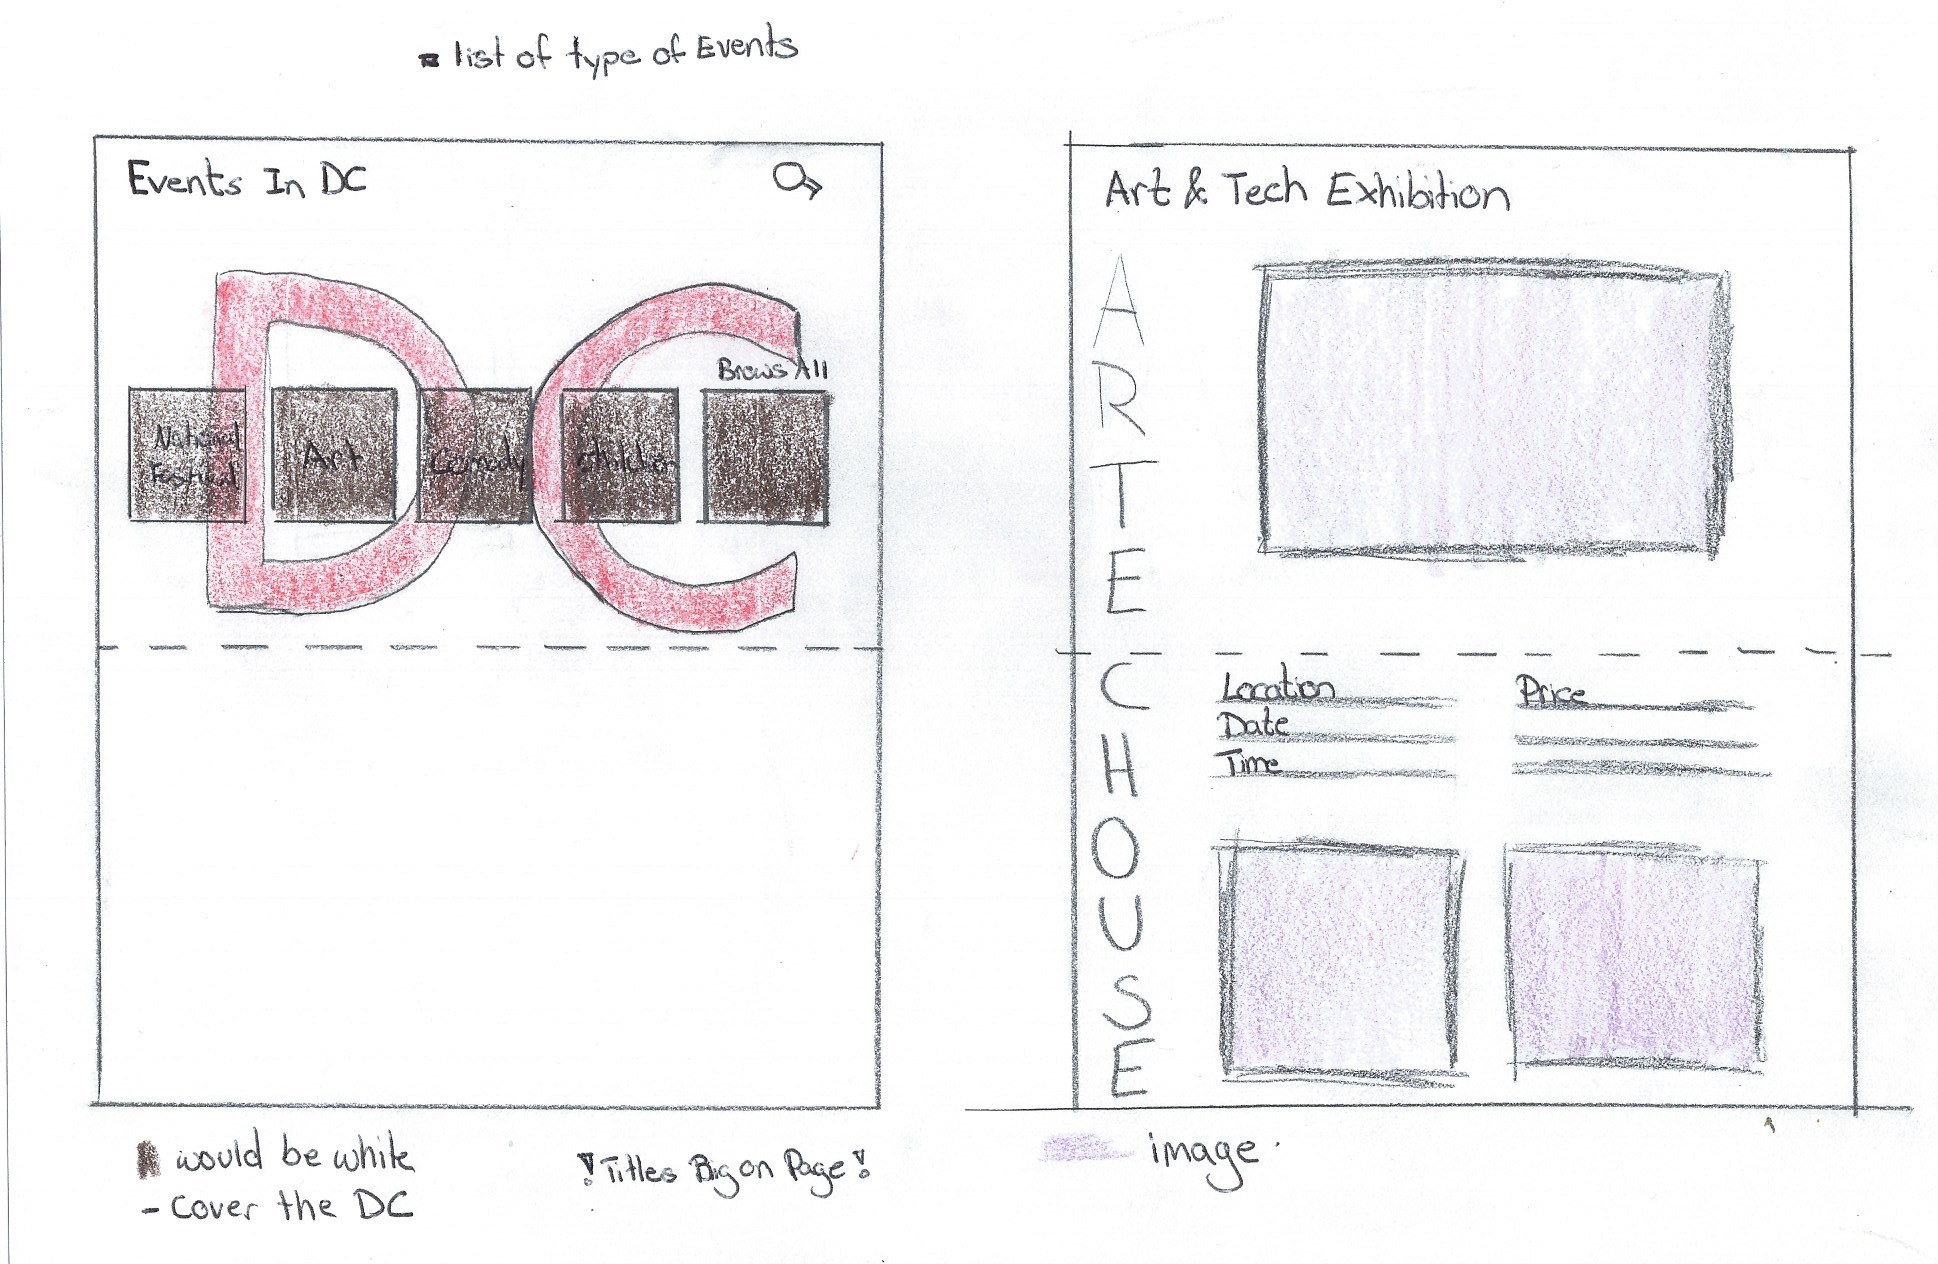 = list of type of Events
Events In DC
Brows All
National
Festival
Art
Comedy
Children
would be white
- Cover the DC
! Titles Big on Page !
Art & Tech Exhibition
A
R
T
E
C
H
O
U
S
E
Location
Date
Time
Price
image